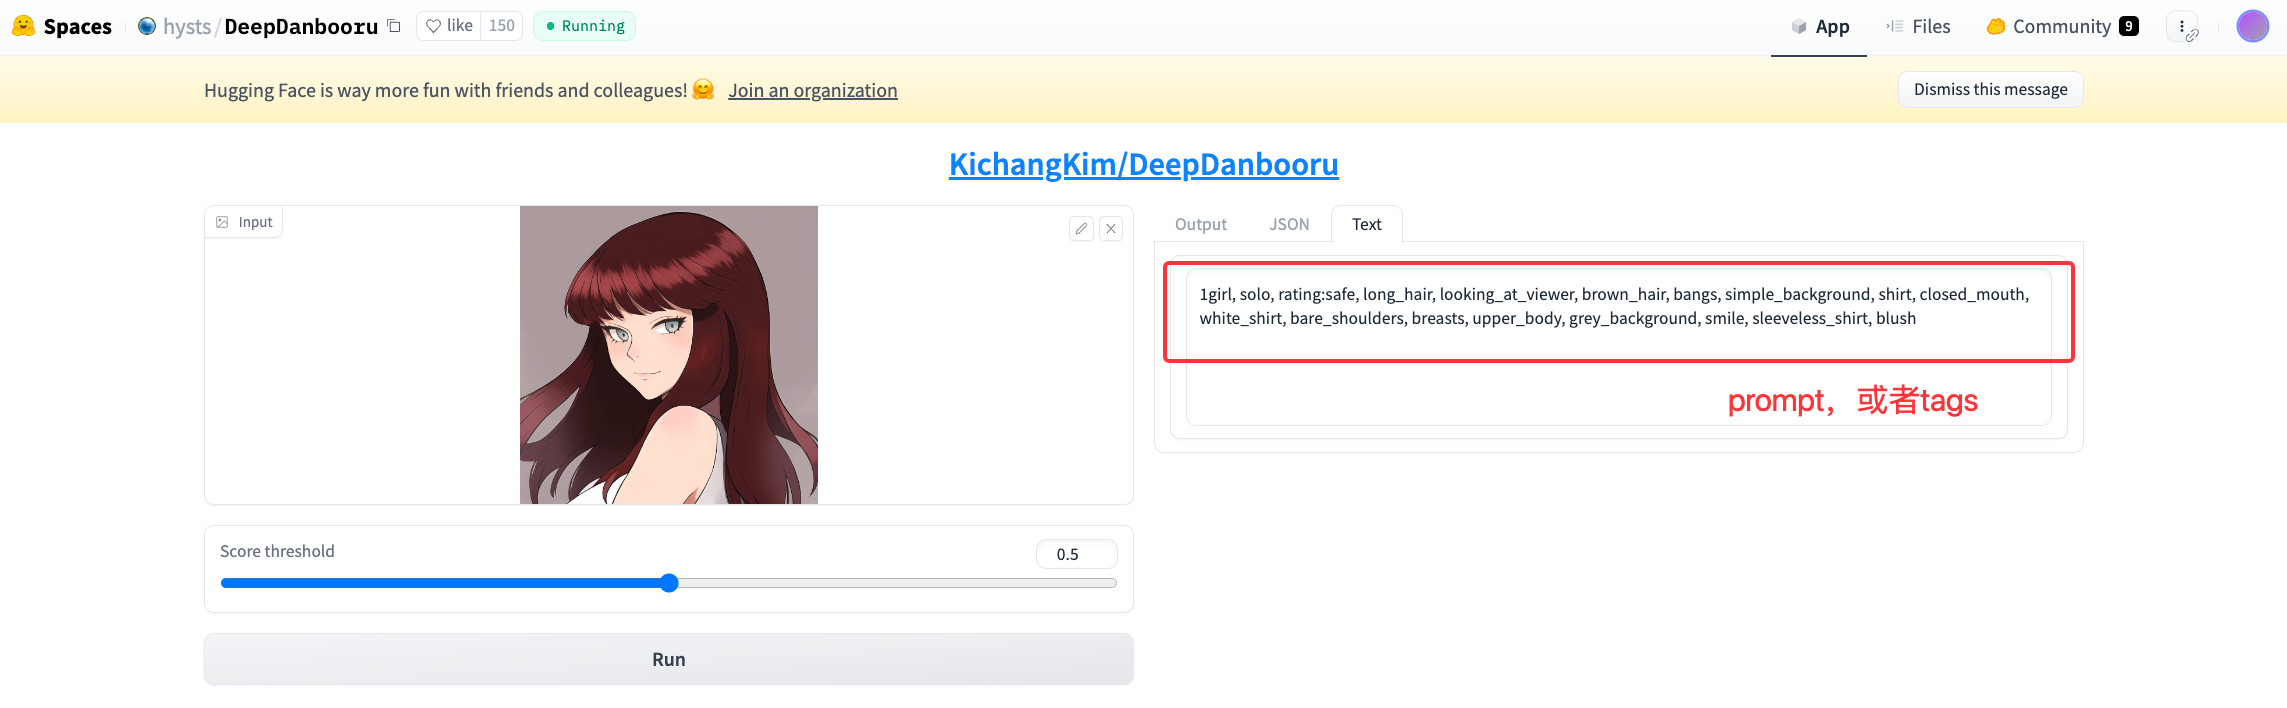 Spaces hysts/DeepDanbooru like 150 Running App Files Community 9
Hugging Face is way more fun with friends and colleagues! 🤗 Join an organization Dismiss this message
KichangKim/DeepDanbooru
Input
Output JSON Text
1girl, solo, rating:safe, long_hair, looking_at_viewer, brown_hair, bangs, simple_background, shirt, closed_mouth,
white_shirt, bare_shoulders, breasts, upper_body, grey_background, smile, sleeveless_shirt, blush
prompt，或者tags
Score threshold 0.5
Run